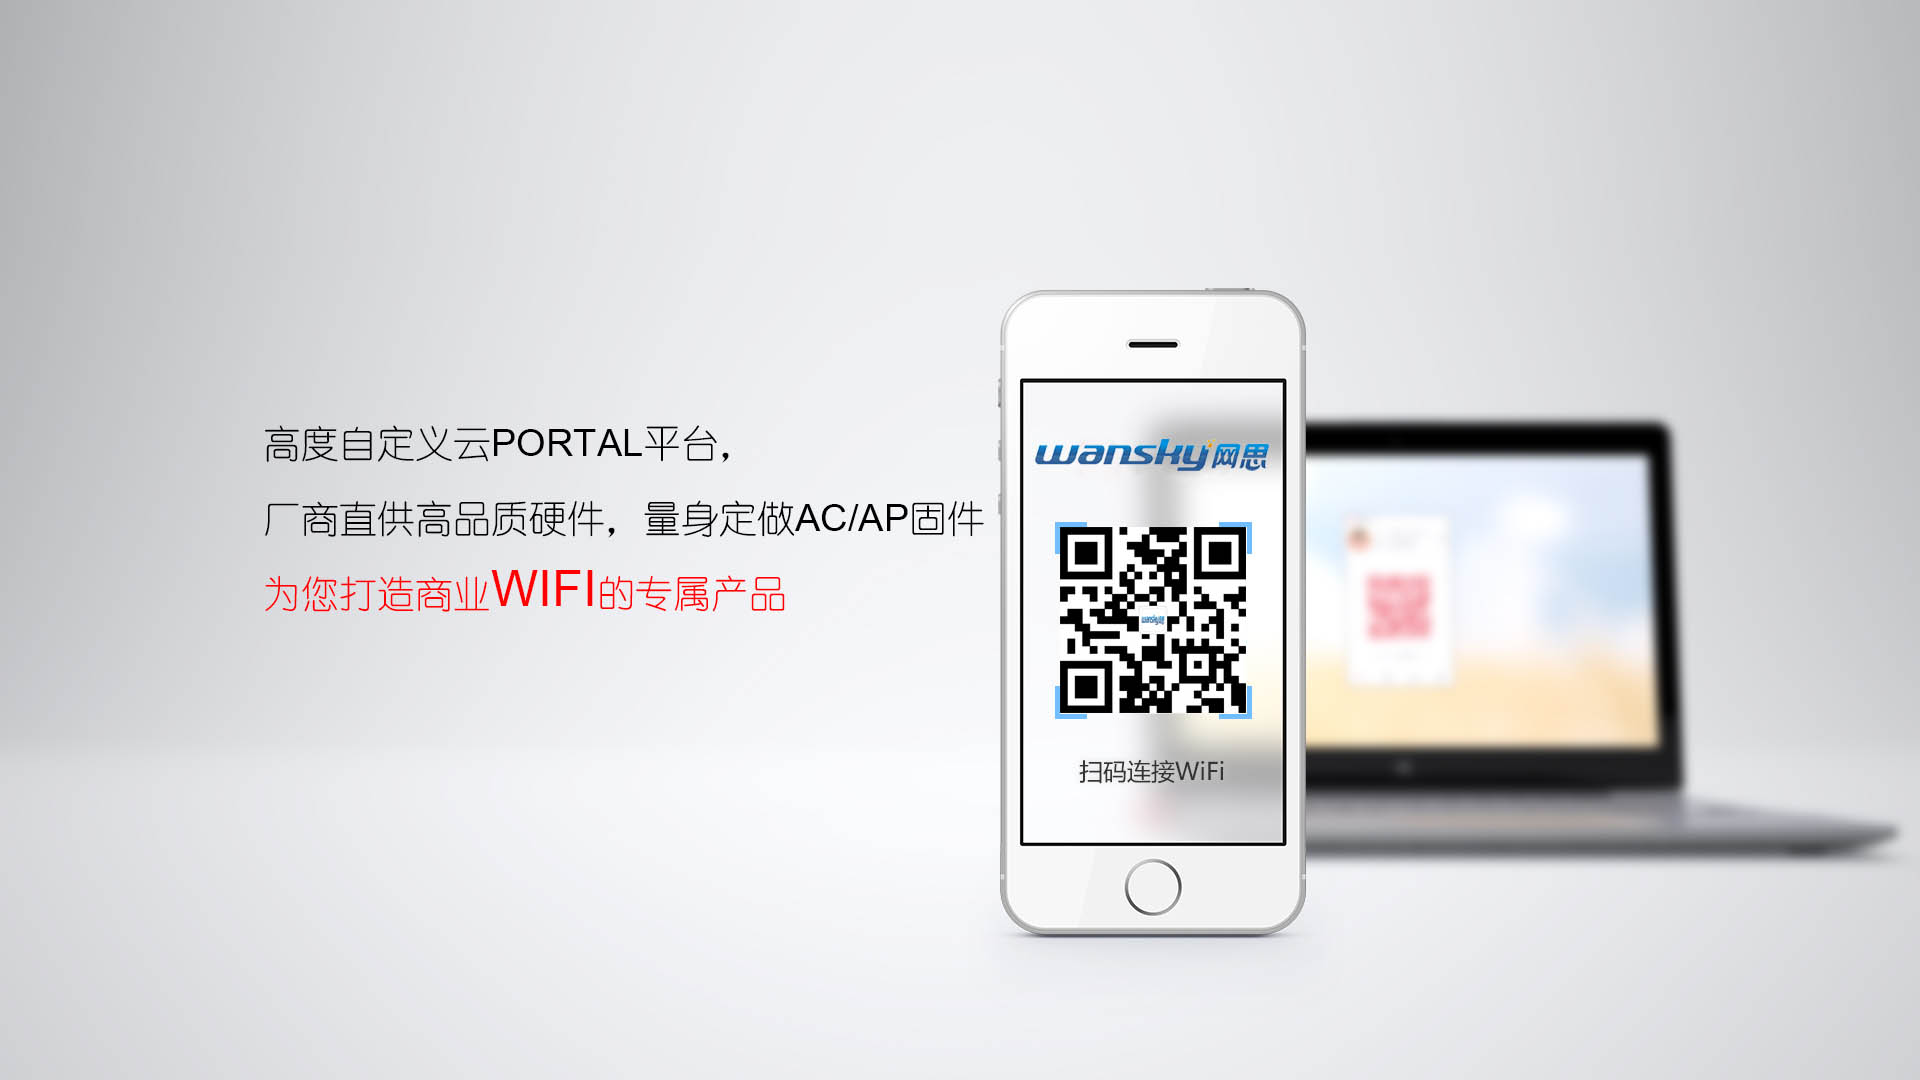 高度自定义云PORTAL平台，
厂商直供高品质硬件，量身定做AC/AP固件
为您打造商业WIFI的专属产品
wansky网思
扫码连接WiFi